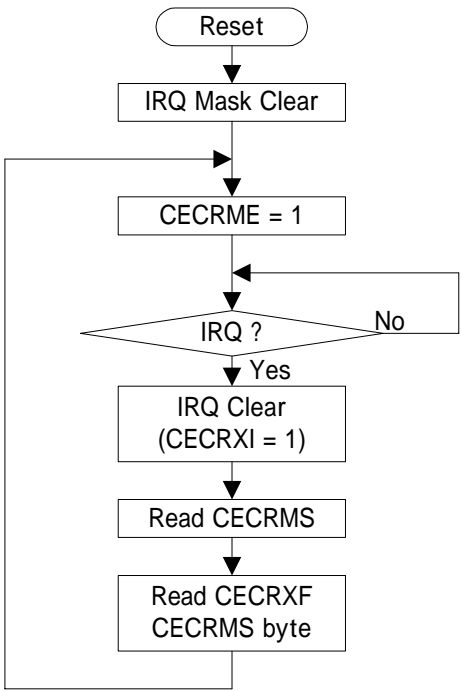 Reset
IRQ Mask Clear
CECRME = 1
IRQ ?
No
Yes
IRQ Clear
(CECRXI = 1)
Read CECRMS
Read CECRXF
CECRMS byte